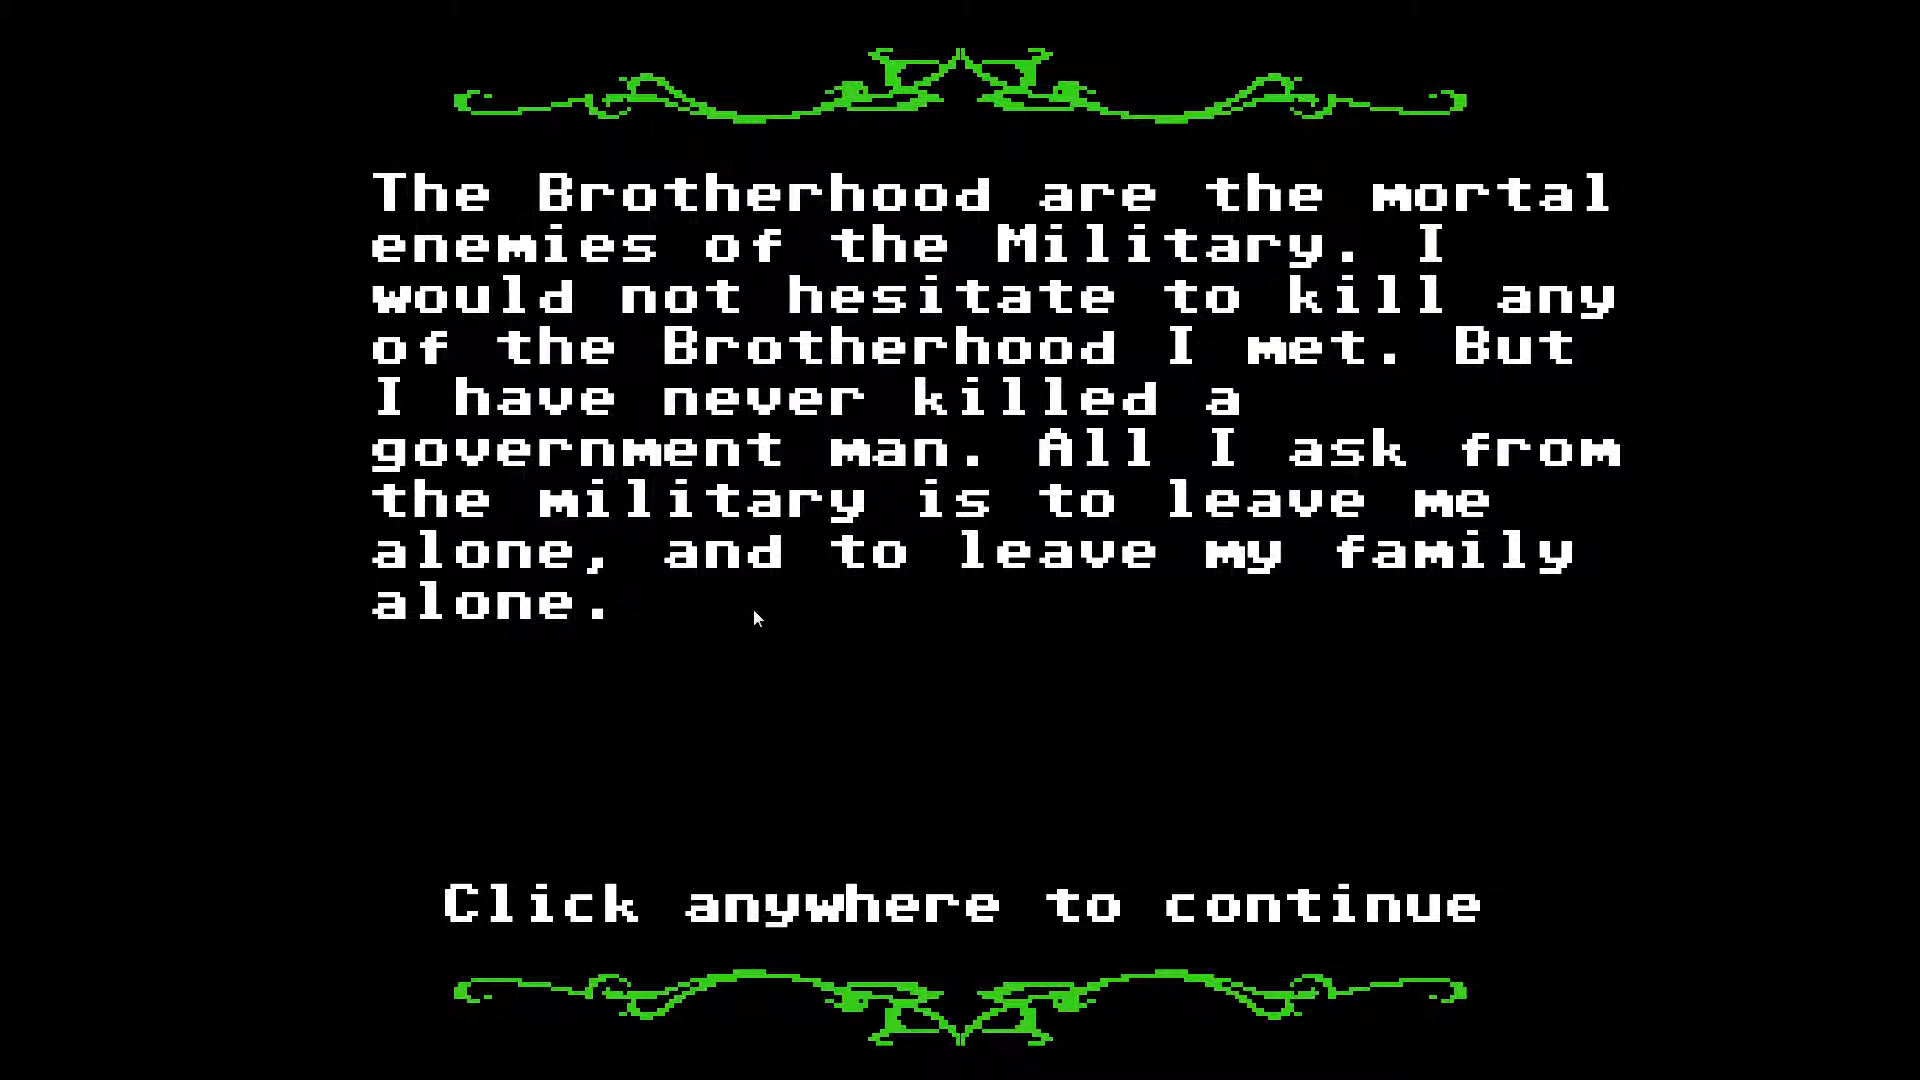 The Brotherhood are the mortal
enemies of the Military. I
would not hesitate to kill any
of the Brotherhood I met. But
I have never killed a
government man. All I ask from
the military is to leave me
alone, and to leave my family
alone.
Click anywhere to continue